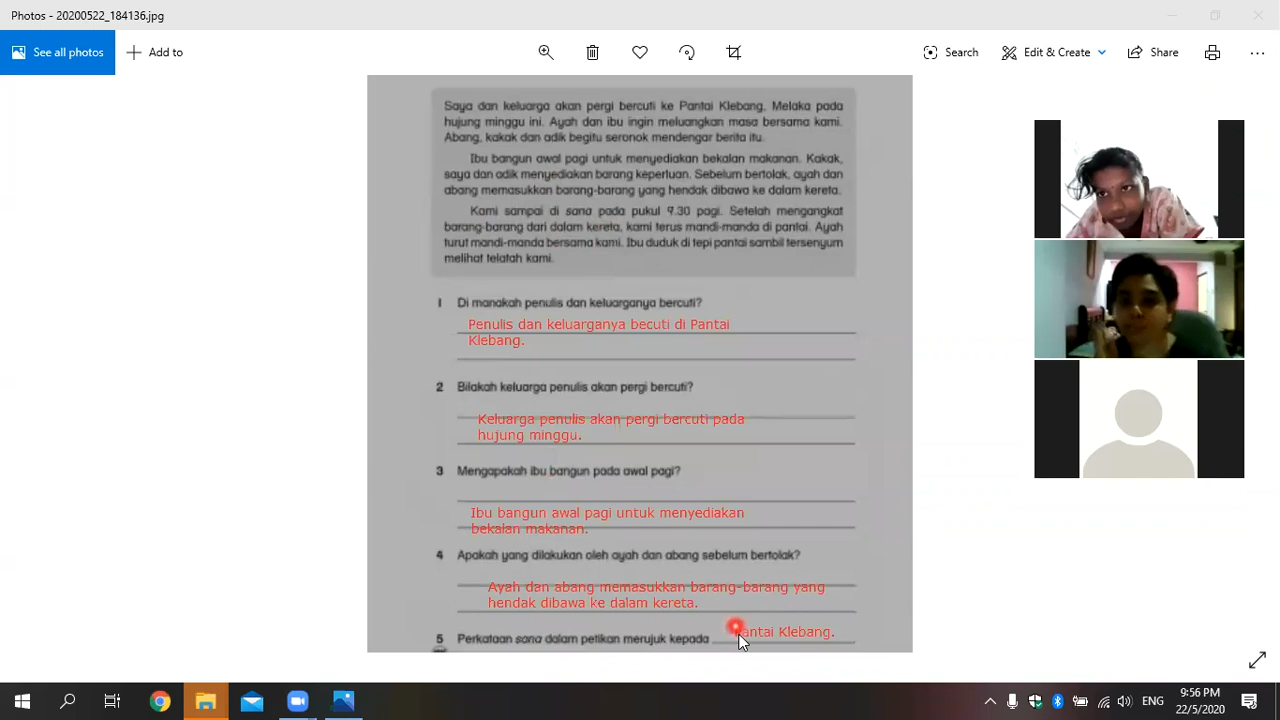 Photos - 20200522_184136.jpg
See all photos
Add to
Search
Edit & Create
Share
Saya dan keluarga akan pergi bercuti ke Pantai Klebang, Melaka pada
hujung minggu ini. Ayah dan ibu ingin meluangkan masa bersama kami.
Abang, kakak dan adik begitu seronok mendengar berita itu.
Ibu bangun awal pagi untuk menyediakan bekalan makanan. Kakak,
saya dan adik menyediakan barang keperluan. Sebelum bertolak, ayah dan
abang memasukkan barang-barang yang hendak dibawa ke dalam kereta.
Kami sampai di sana pada pukul 9.30 pagi. Setelah mengangkat
barang-barang dari dalam kereta, kami terus mandi-manda di pantai. Ayah
turut mandi-manda bersama kami. Ibu duduk di tepi pantai sambil tersenyum
melihat telatah kami.
1 Di manakah penulis dan keluarganya bercuti?
Penulis dan keluarganya becuti di Pantai
Klebang.
2 Bilakah keluarga penulis akan pergi bercuti?
Keluarga penulis akan pergi bercuti pada
hujung minggu.
3 Mengapakah ibu bangun pada awal pagi?
Ibu bangun awal pagi untuk menyediakan
bekalan makanan.
4 Apakah yang dilakukan oleh ayah dan abang sebelum bertolak?
Ayah dan abang memasukkan barang-barang yang
hendak dibawa ke dalam kereta.
Pantai Klebang.
5 Perkataan sana dalam petikan merujuk kepada
ENG
9:56 PM
22/5/2020